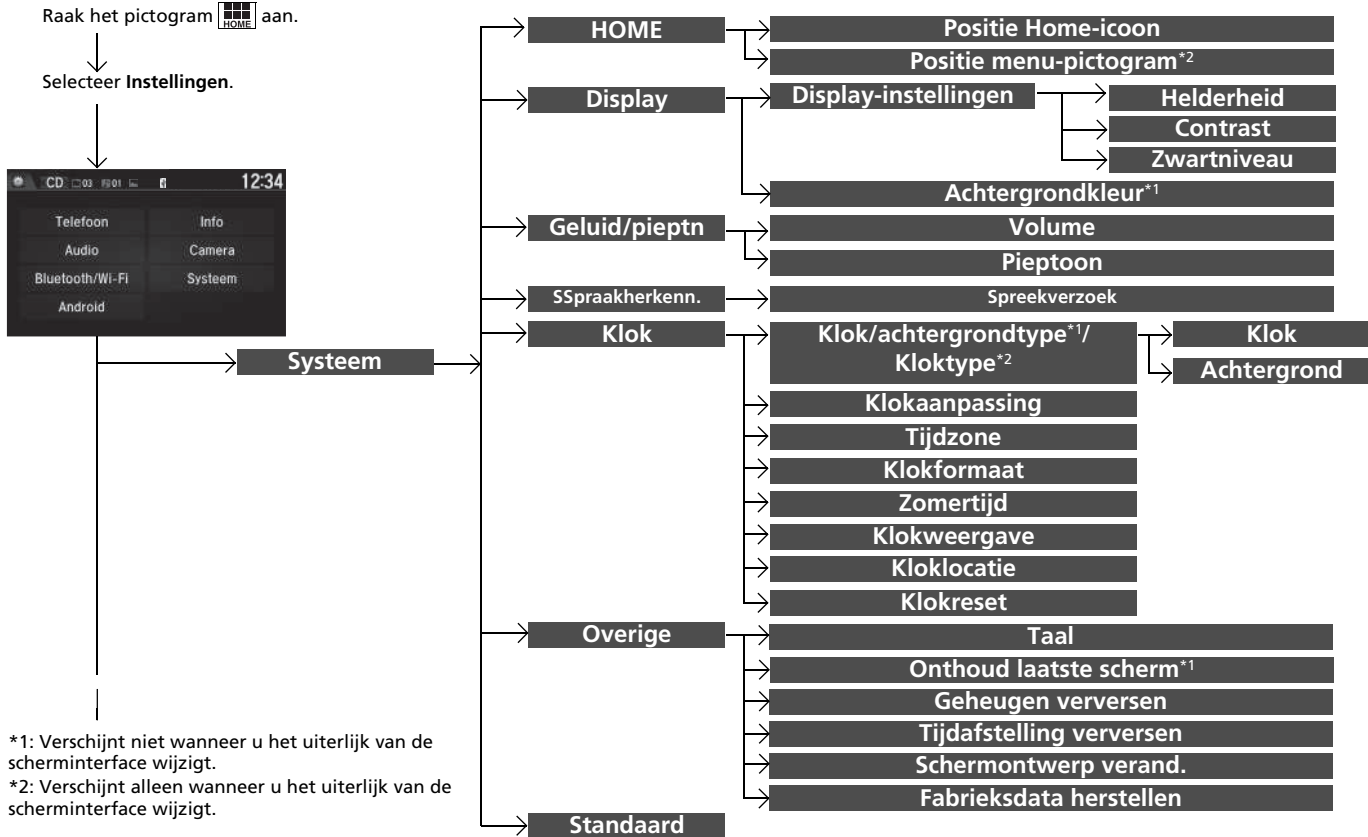 Raak het pictogram HOME aan.
Selecteer Instellingen.
CD 03 01 12:34
Telefoon Info
Audio Camera
Bluetooth/Wi-Fi Systeem
Android
Systeem
HOME
Positie Home-icoon
Positie menu-pictogram*2
Display
Display-instellingen
Helderheid
Contrast
Zwartniveau
Achtergrondkleur*1
Geluid/pieptn
Volume
Pieptoon
SSpraakherkenn.
Spreekverzoek
Klok
Klok/achtergrondtype*1/
Kloktype*2
Klok
Achtergrond
Klokaanpassing
Tijdzone
Klokformaat
Zomertijd
Klokweergave
Kloklocatie
Klokreset
Overige
Taal
Onthoud laatste scherm*1
Geheugen verversen
Tijdafstelling verversen
Schermontwerp verand.
Fabrieksdata herstellen
Standaard
*1: Verschijnt niet wanneer u het uiterlijk van de
scherminterface wijzigt.
*2: Verschijnt alleen wanneer u het uiterlijk van de
scherminterface wijzigt.